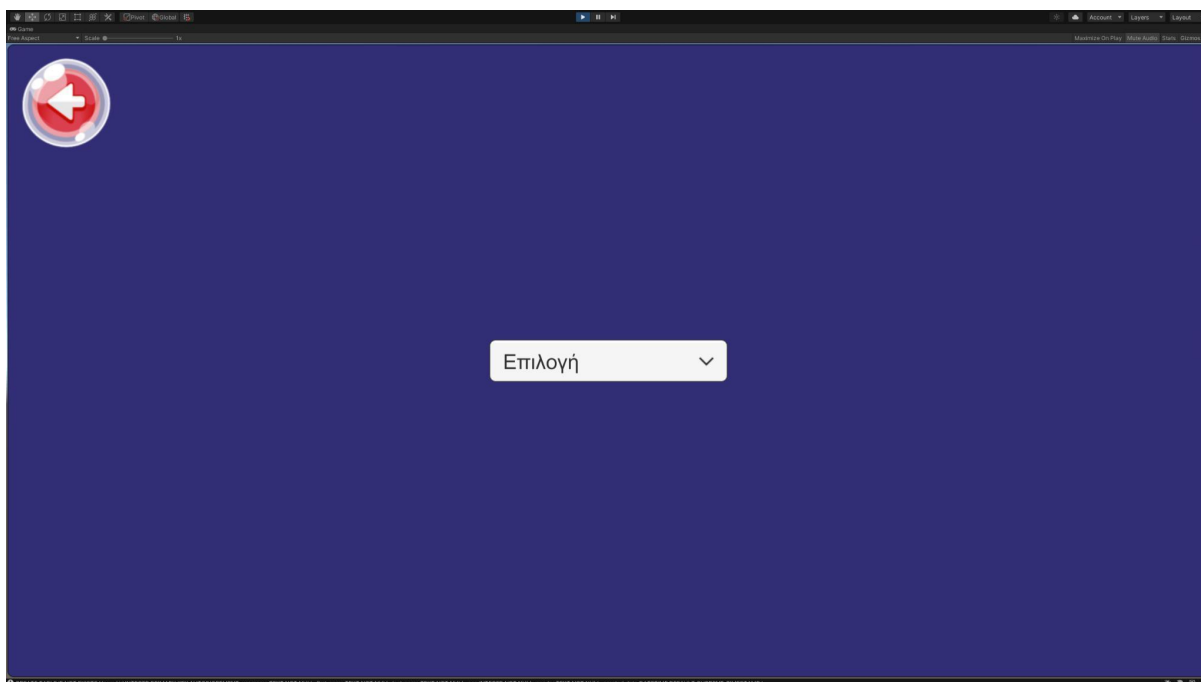 Pivot Global Account Layers Layout
Game
Free Aspect Scale 1x Maximize On Play Mute Audio Stats Gizmos
Επιλογή